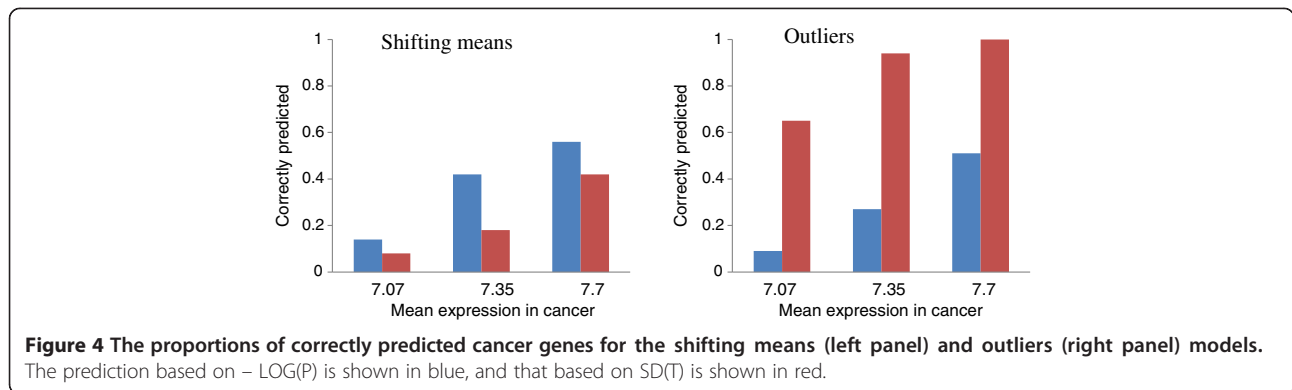 Shifting means
Correctly predicted
1
0.8
0.6
0.4
0.2
0
7.07 7.35 7.7
Mean expression in cancer
Outliers
Correctly predicted
1
0.8
0.6
0.4
0.2
0
7.07 7.35 7.7
Mean expression in cancer
Figure 4 The proportions of correctly predicted cancer genes for the shifting means (left panel) and outliers (right panel) models.
The prediction based on – LOG(P) is shown in blue, and that based on SD(T) is shown in red.